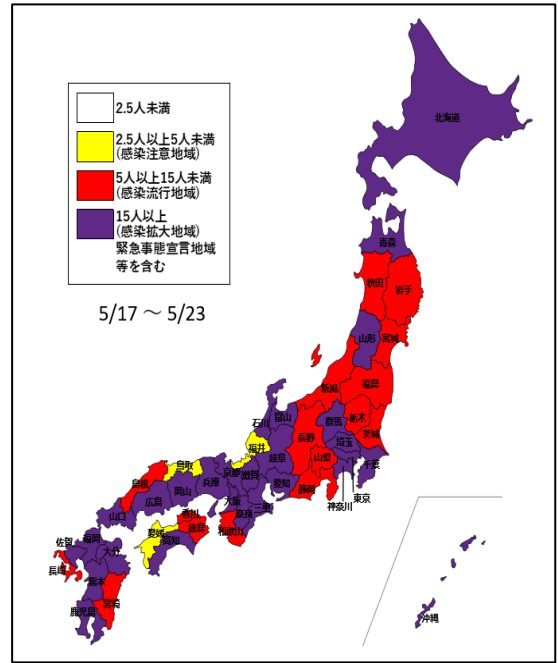 2.5人未満
2.5人以上5人未満
(感染注意地域)
5人以上15人未満
(感染流行地域)
15人以上
(感染拡大地域)
緊急事態宣言地域
等を含む
5/17 ～ 5/23
北海道
青森
秋田
岩手
山形
宮城
新潟
福島
石川
富山
群馬
栃木
福井
長野
茨城
埼玉
岐阜
山梨
千葉
鳥取
京都
滋賀
島根
兵庫
愛知
静岡
東京
岡山
神奈川
広島
大阪
三重
奈良
山口
香川
和歌山
徳島
愛媛
高知
佐賀
福岡
大分
長崎
熊本
宮崎
鹿児島
沖縄